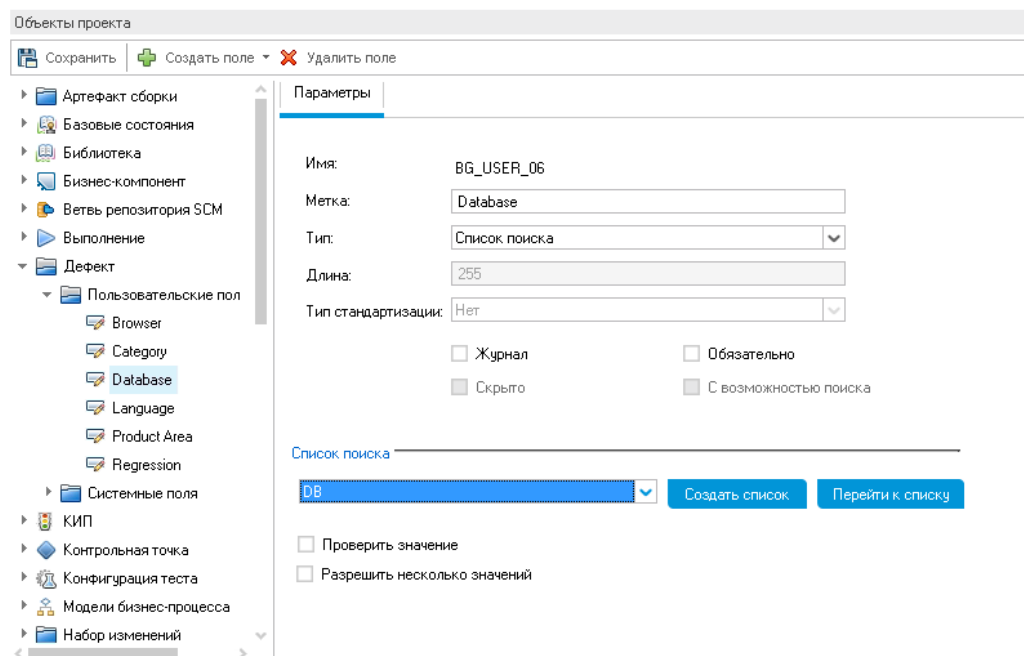 Объекты проекта
Сохранить Создать поле Удалить поле
Артефакт сборки
Базовые состояния
Библиотека
Бизнес-компонент
Ветвь репозитория SCM
Выполнение
Дефект
Пользовательские пол
Browser
Category
Database
Language
Product Area
Regression
Системные поля
КИП
Контрольная точка
Конфигурация теста
Модели бизнес-процесса
Набор изменений
Параметры
Имя: BG_USER_06
Метка: Database
Тип: Список поиска
Длина: 255
Тип стандартизации: Нет
Журнал Обязательно
Скрыто С возможностью поиска
Список поиска
DB Создать список Перейти к списку
Проверить значение
Разрешить несколько значений